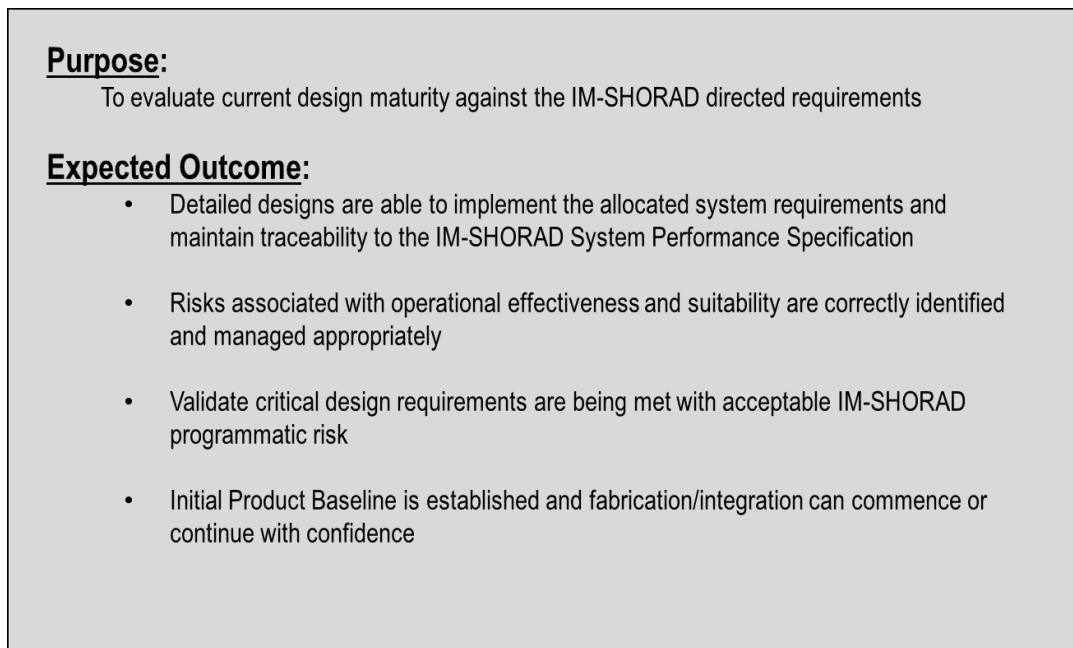 Purpose:
To evaluate current design maturity against the IM-SHORAD directed requirements
Expected Outcome:
• Detailed designs are able to implement the allocated system requirements and
maintain traceability to the IM-SHORAD System Performance Specification
• Risks associated with operational effectiveness and suitability are correctly identified
and managed appropriately
• Validate critical design requirements are being met with acceptable IM-SHORAD
programmatic risk
• Initial Product Baseline is established and fabrication/integration can commence or
continue with confidence